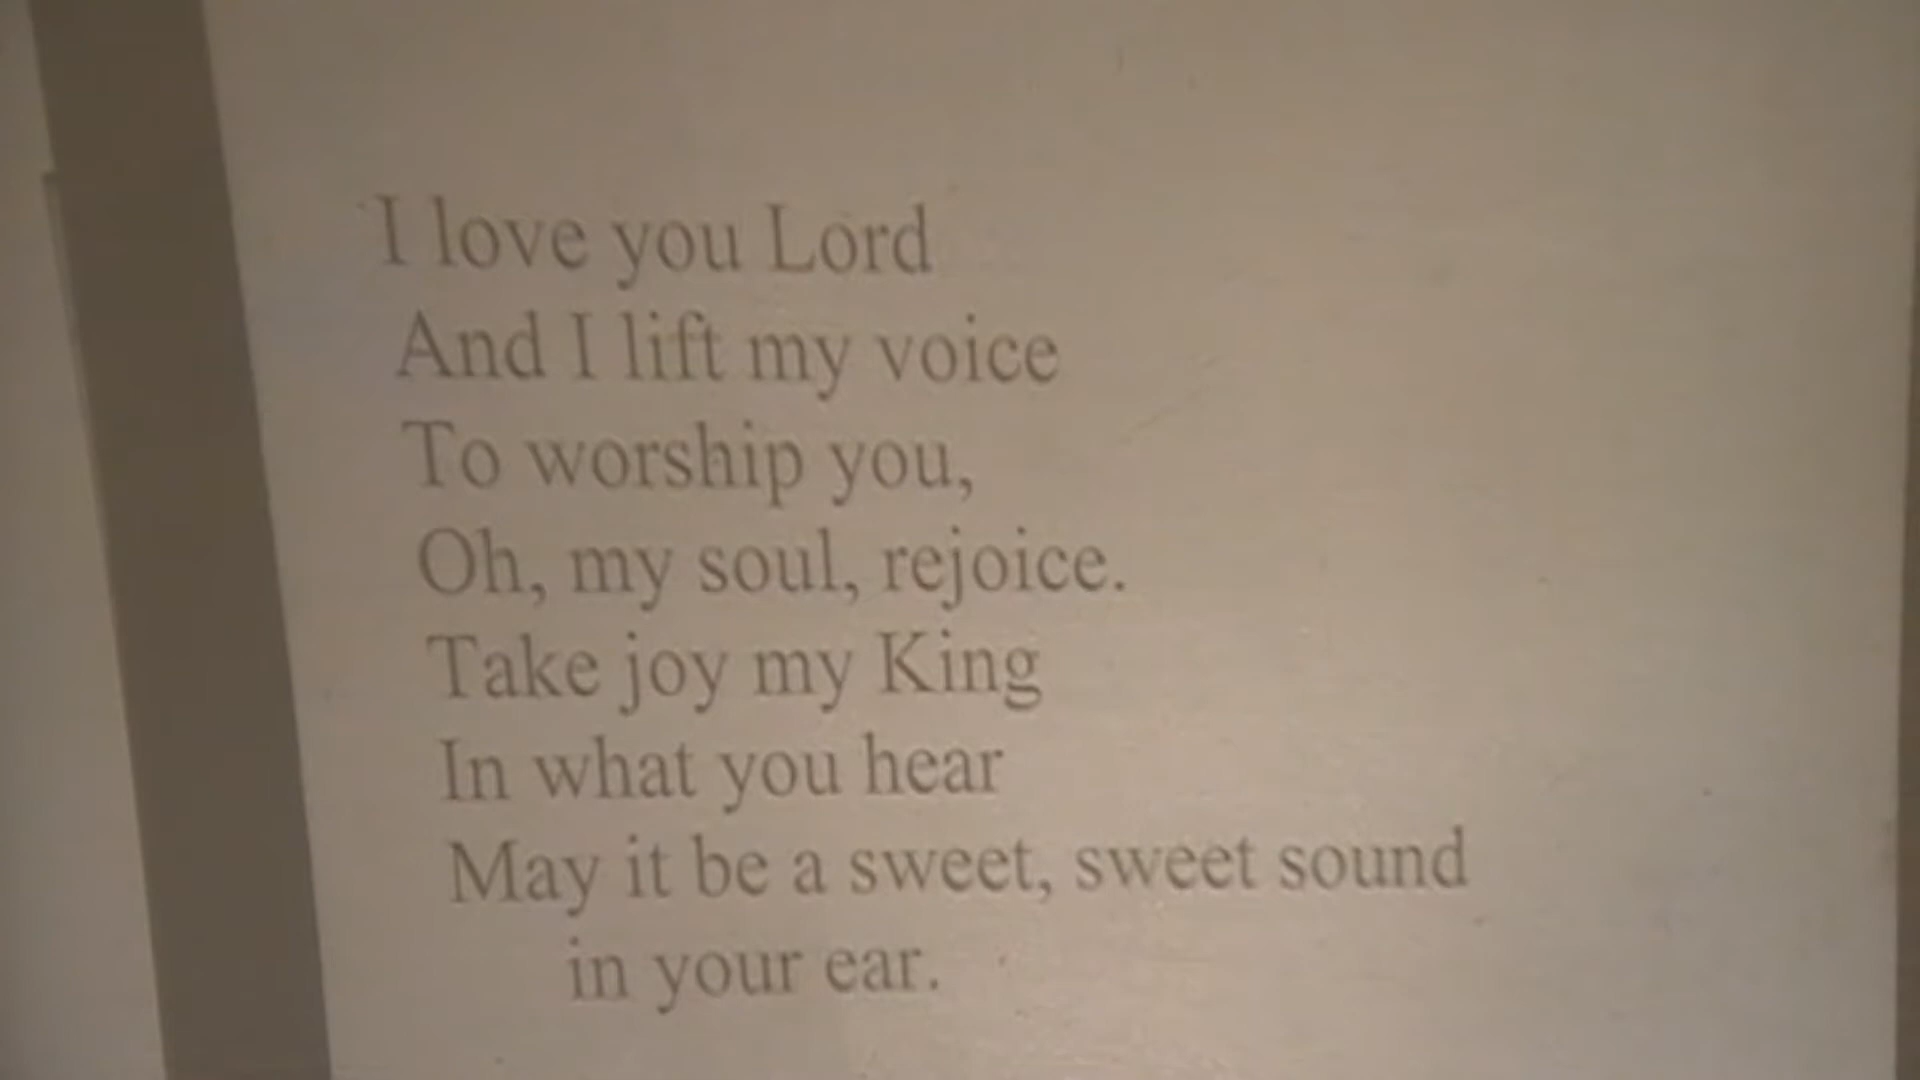 I love you Lord
And I lift my voice
To worship you,
Oh, my soul, rejoice.
Take joy my King
In what you hear
May it be a sweet, sweet sound
in your ear.